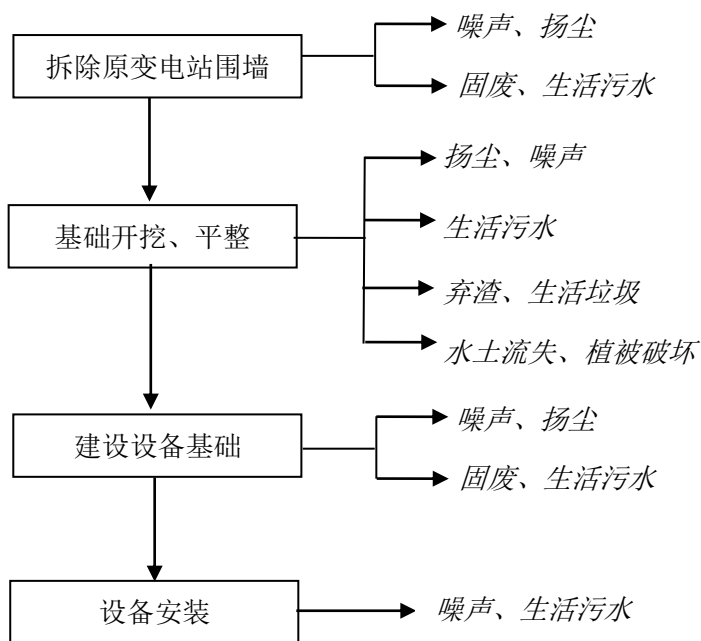 噪声、扬尘
拆除原变电站围墙
固废、生活污水
扬尘、噪声
基础开挖、平整
生活污水
弃渣、生活垃圾
水土流失、植被破坏
噪声、扬尘
建设设备基础
固废、生活污水
设备安装
噪声、生活污水